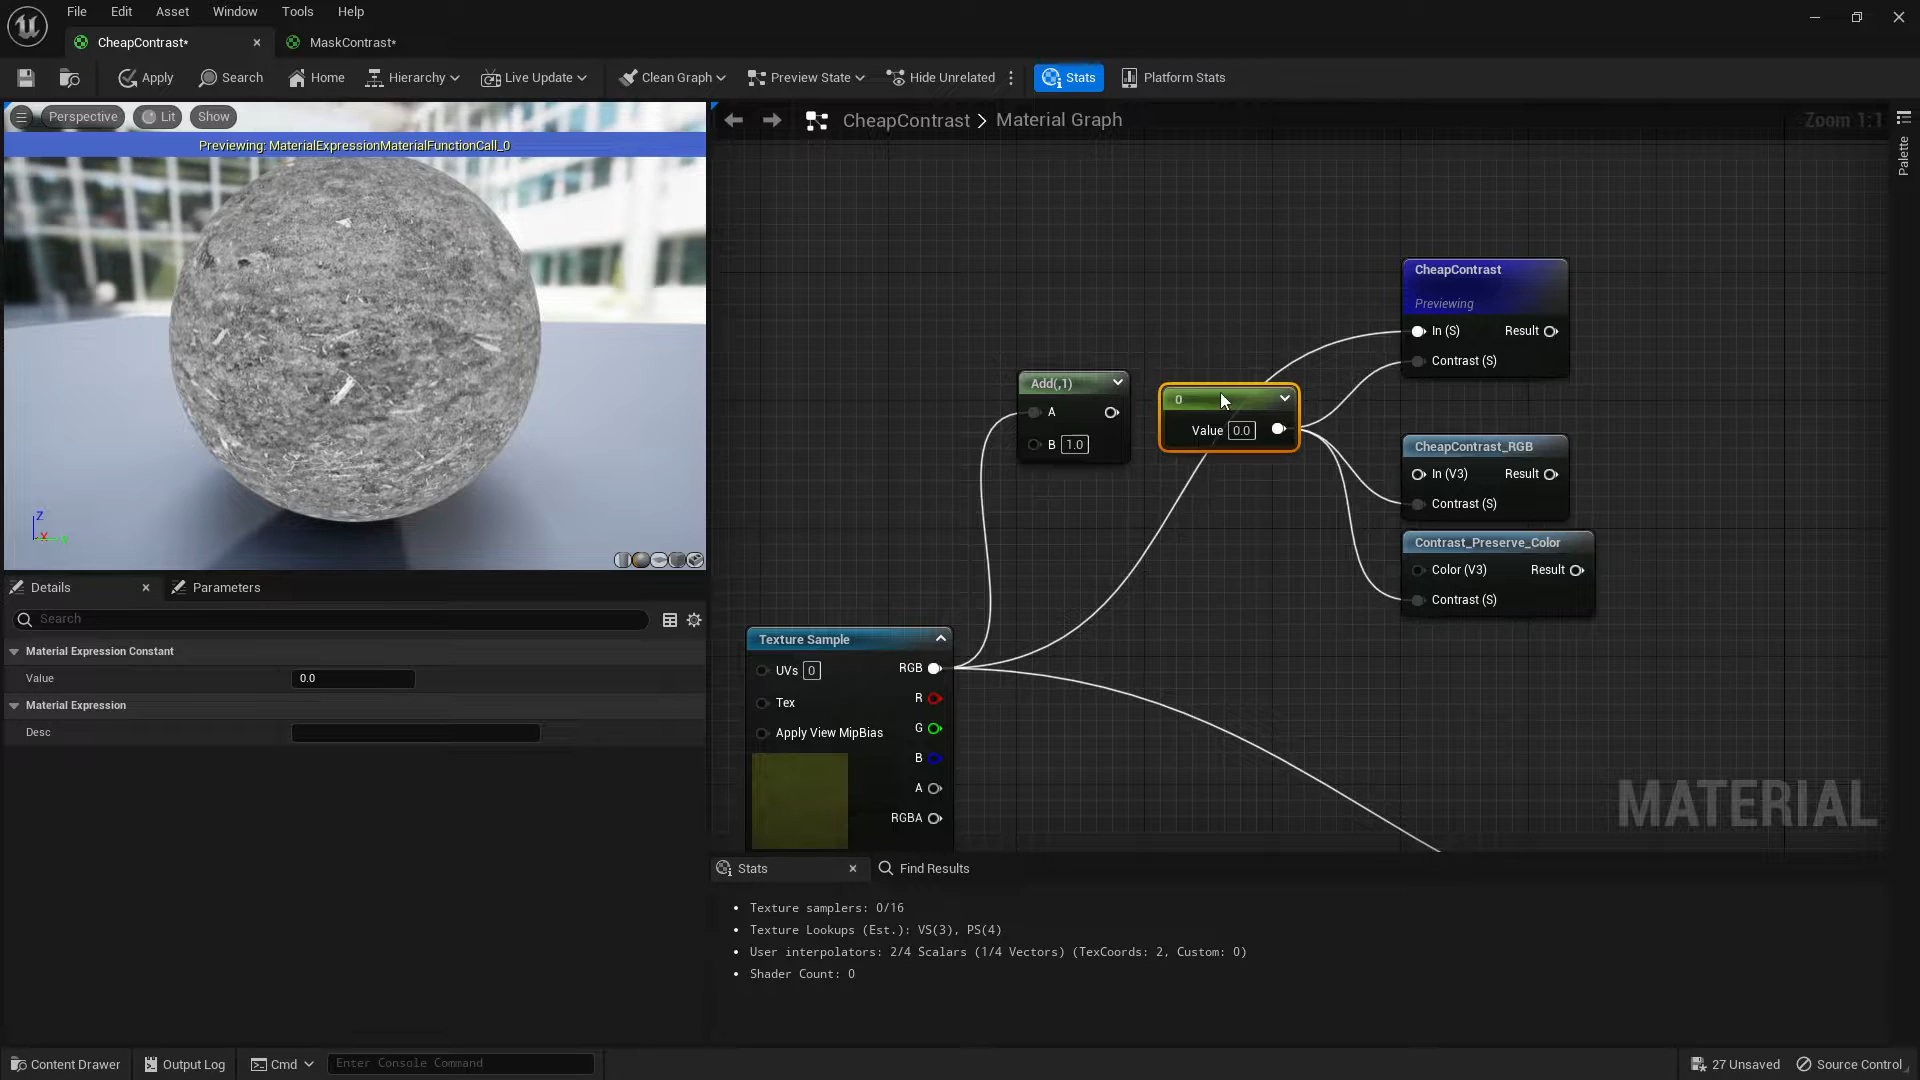 File Edit Asset Window Tools Help
CheapContrast* MaskContrast*
Apply Search Home Hierarchy Live Update Clean Graph Preview State Hide Unrelated Stats Platform Stats
Perspective Lit Show
Previewing: MaterialExpressionMaterialFunctionCall_0
CheapContrast > Material Graph
Zoom 1:1
Palette
CheapContrast
Previewing
In (S) Result
Contrast (S)
Add(,1)
A
B 1.0
0
Value 0.0
CheapContrast_RGB
In (V3) Result
Contrast (S)
Contrast_Preserve_Color
Color (V3) Result
Contrast (S)
Z
X
Y
Details Parameters
Search
Material Expression Constant
Value 0.0
Material Expression
Desc
Texture Sample
UVs 0 RGB
R
Tex
G
Apply View MipBias
B
A
RGBA
MATERIAL
Stats Find Results
Texture samplers: 0/16
Texture Lookups (Est.): VS(3), PS(4)
User interpolators: 2/4 Scalars (1/4 Vectors) (TexCoords: 2, Custom: 0)
Shader Count: 0
Content Drawer Output Log Cmd Enter Console Command 27 Unsaved Source Control